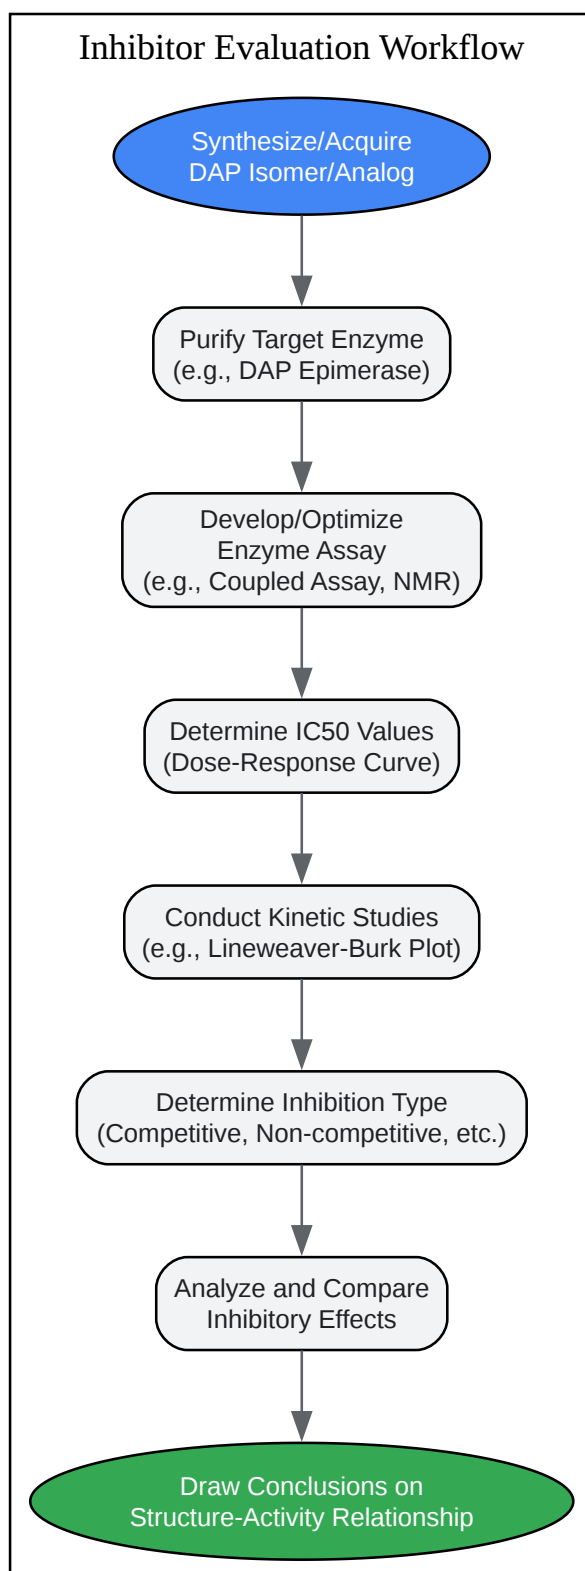 Inhibitor Evaluation Workflow
Synthesize/Acquire
DAP Isomer/Analog
Purify Target Enzyme
(e.g., DAP Epimerase)
Develop/Optimize
Enzyme Assay
(e.g., Coupled Assay, NMR)
Determine IC50 Values
(Dose-Response Curve)
Conduct Kinetic Studies
(e.g., Lineweaver-Burk Plot)
Determine Inhibition Type
(Competitive, Non-competitive, etc.)
Analyze and Compare
Inhibitory Effects
Draw Conclusions on
Structure-Activity Relationship